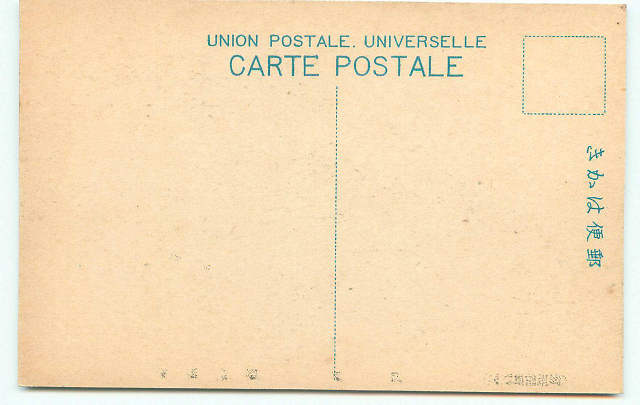 UNION POSTALE. UNIVERSELLE
CARTE POSTALE
郵便はかき